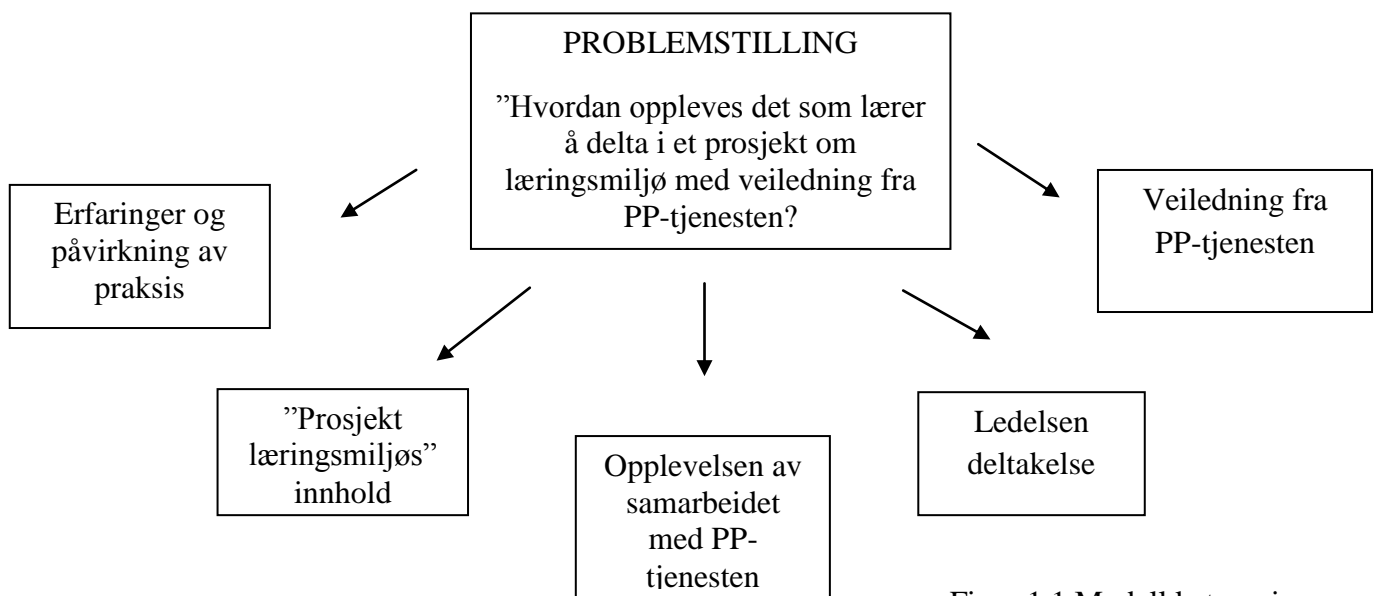 PROBLEMSTILLING
”Hvordan oppleves det som lærer
å delta i et prosjekt om
læringsmiljø med veiledning fra
PP-tjenesten?
Erfaringer og
påvirkning av
praksis
Veiledning fra
PP-tjenesten
”Prosjekt
læringsmiljøs”
innhold
Opplevelsen av
samarbeidet
med PP-
tjenesten
Ledelsen
deltakelse